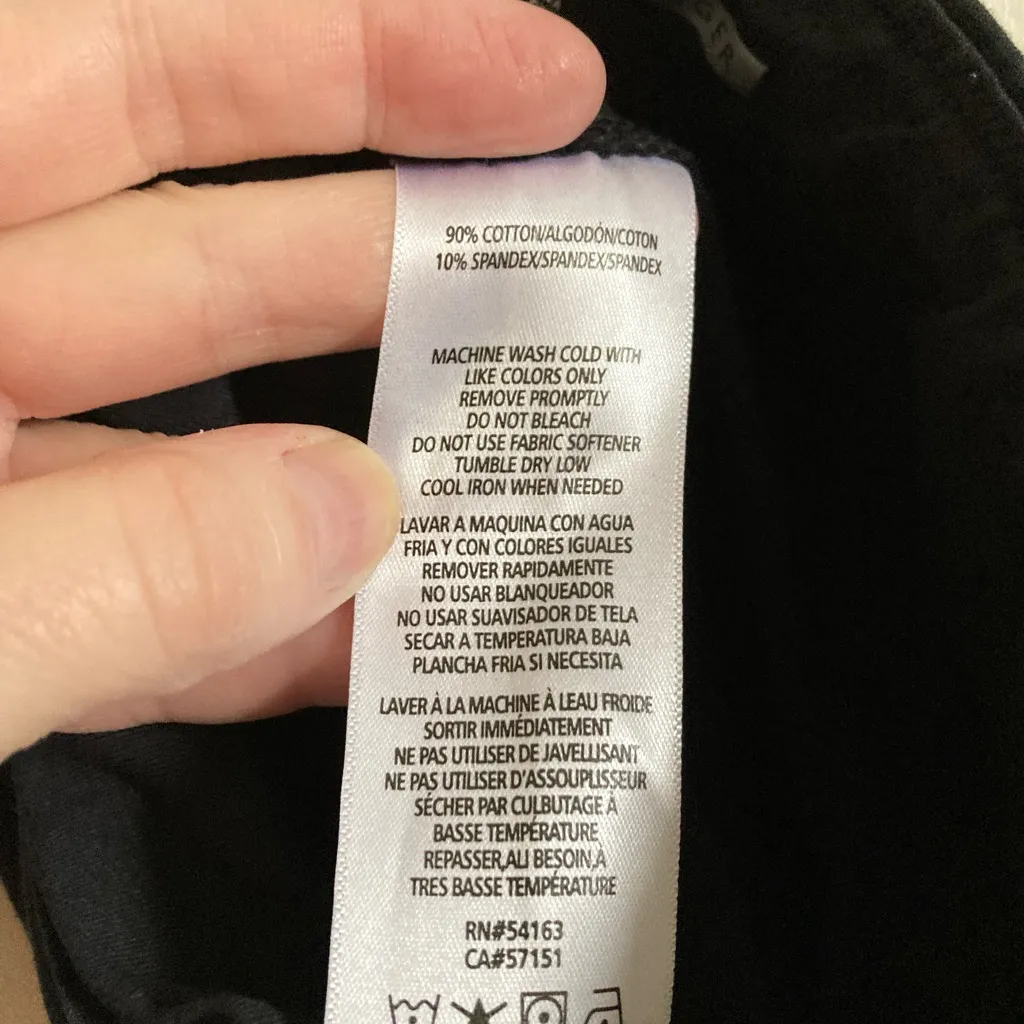 GER
90% COTTON/ALGODÓN/COTON
10% SPANDEX/SPANDEX/SPANDEX
MACHINE WASH COLD WITH
LIKE COLORS ONLY
REMOVE PROMPTLY
DO NOT BLEACH
DO NOT USE FABRIC SOFTENER
TUMBLE DRY LOW
COOL IRON WHEN NEEDED
LAVAR A MAQUINA CON AGUA
FRIA Y CON COLORES IGUALES
REMOVER RAPIDAMENTE
NO USAR BLANQUEADOR
NO USAR SUAVISADOR DE TELA
SECAR A TEMPERATURA BAJA
PLANCHA FRIA SI NECESITA
LAVER À LA MACHINE À LEAU FROIDE
SORTIR IMMÉDIATEMENT
NE PAS UTILISER DE JAVELLISANT
NE PAS UTILISER D'ASSOUPLISSEUR
SÉCHER PAR CULBUTAGE À
BASSE TEMPÉRATURE
REPASSER,AU BESOIN,À
TRES BASSE TEMPÉRATURE
RN#54163
CA#57151